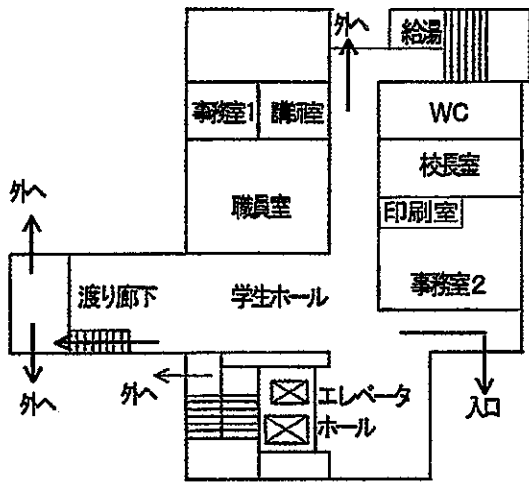 外へ
給湯
事務室1
講師室
WC
校長室
職員室
印刷室
外へ
事務室2
渡り廊下
学生ホール
外へ
外へ
エレベータ
ホール
入口